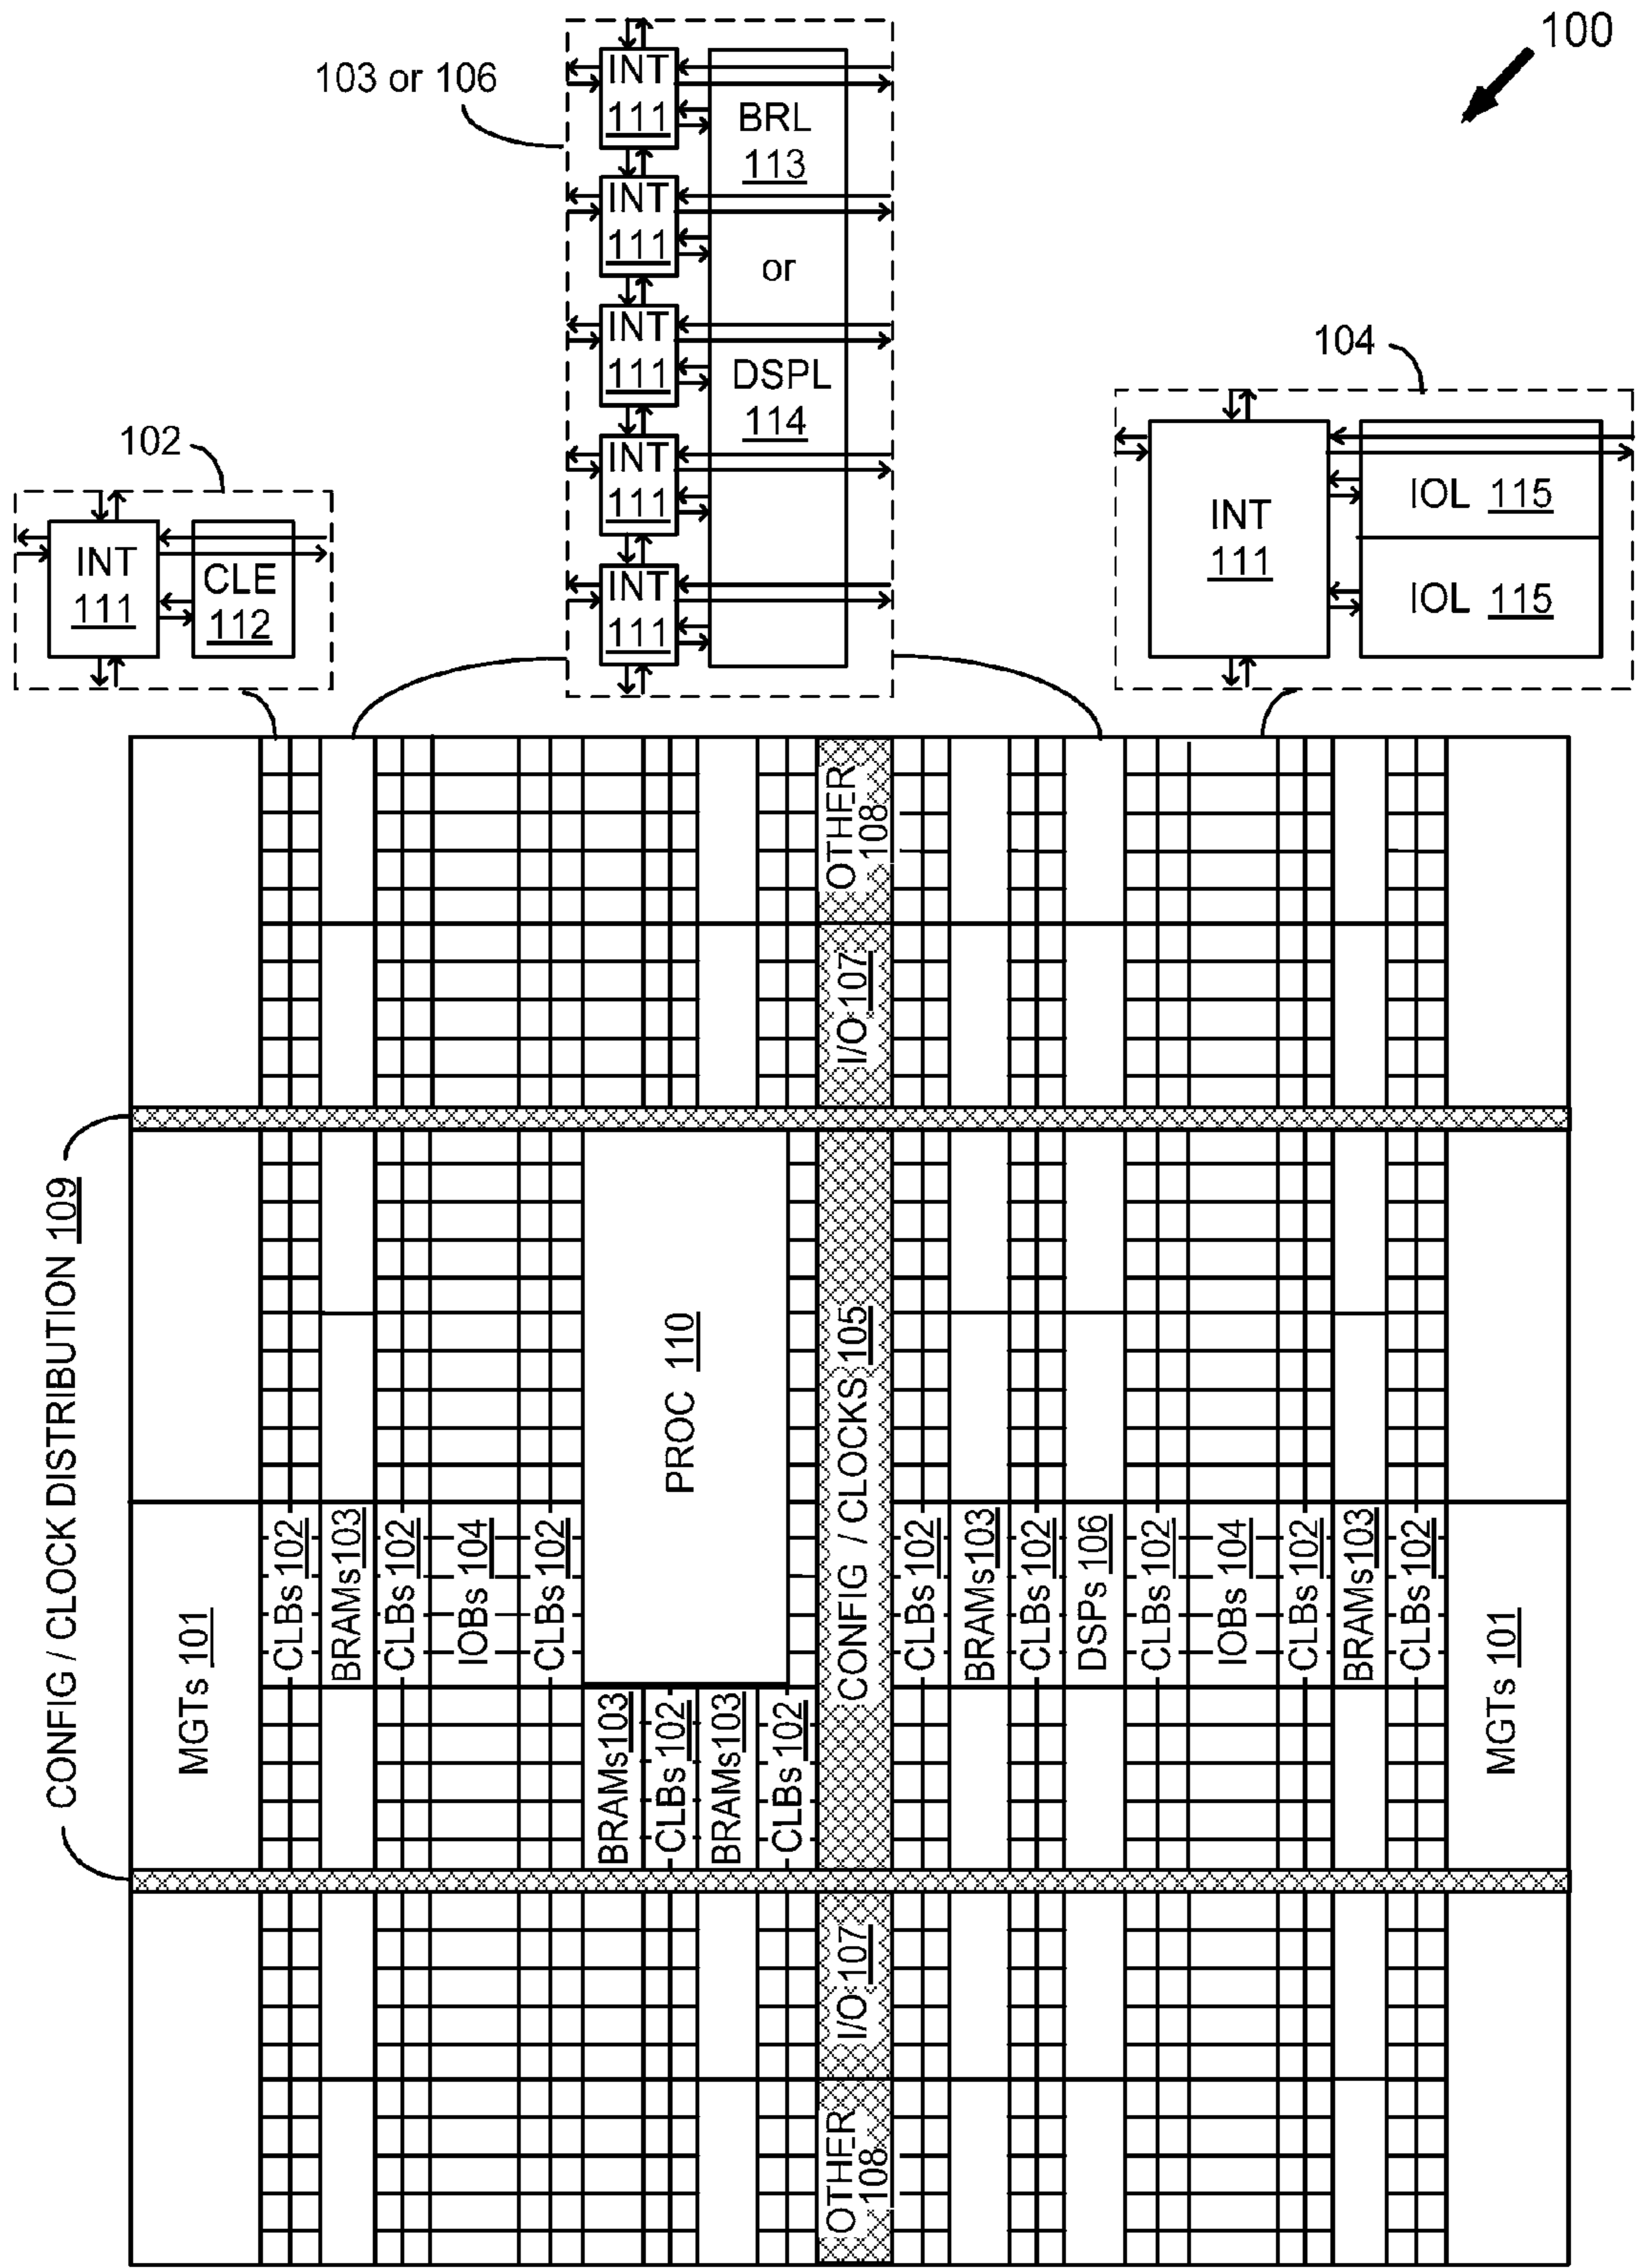 100
103 or 106
INT
111
INT
111
INT
111
INT
111
INT
111
BRL
113
or
DSPL
114
104
INT
111
IOL 115
IOL 115
102
INT
111
CLE
112
CONFIG / CLOCK DISTRIBUTION 109
OTHER
108
I/O 107
MGTs 101
CLBs 102
BRAMs 103
CLBs 102
IOBs 104
CLBs 102
PROC 110
BRAMs 103
CLBs 102
BRAMs 103
CLBs 102
CONFIG / CLOCKS 105
CLBs 102
BRAMs 103
CLBs 102
DSPs 106
CLBs 102
IOBs 104
CLBs 102
BRAMs 103
CLBs 102
MGTs 101
I/O 107
OTHER
108